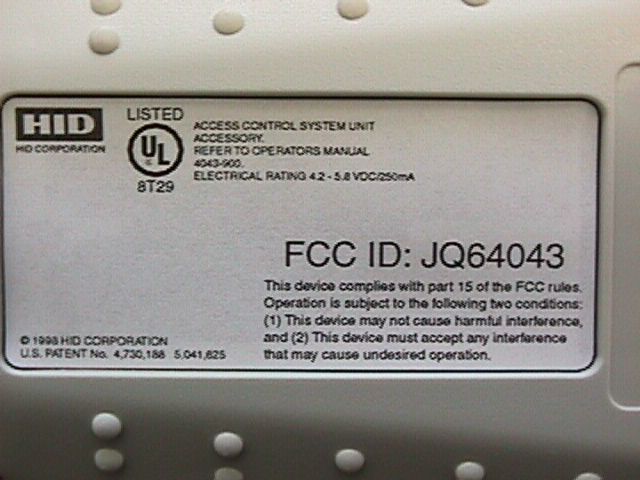 HID
HID CORPORATION
LISTED
UL
8T29
ACCESS CONTROL SYSTEM UNIT
ACCESSORY.
REFER TO OPERATORS MANUAL
4043-900.
ELECTRICAL RATING 4.2 - 5.8 VDC/250mA
FCC ID: JQ64043
This device complies with part 15 of the FCC rules.
Operation is subject to the following two conditions:
(1) This device may not cause harmful interference,
and (2) This device must accept any interference
that may cause undesired operation.
© 1998 HID CORPORATION
U.S. PATENT No. 4,730,188 5,041,825